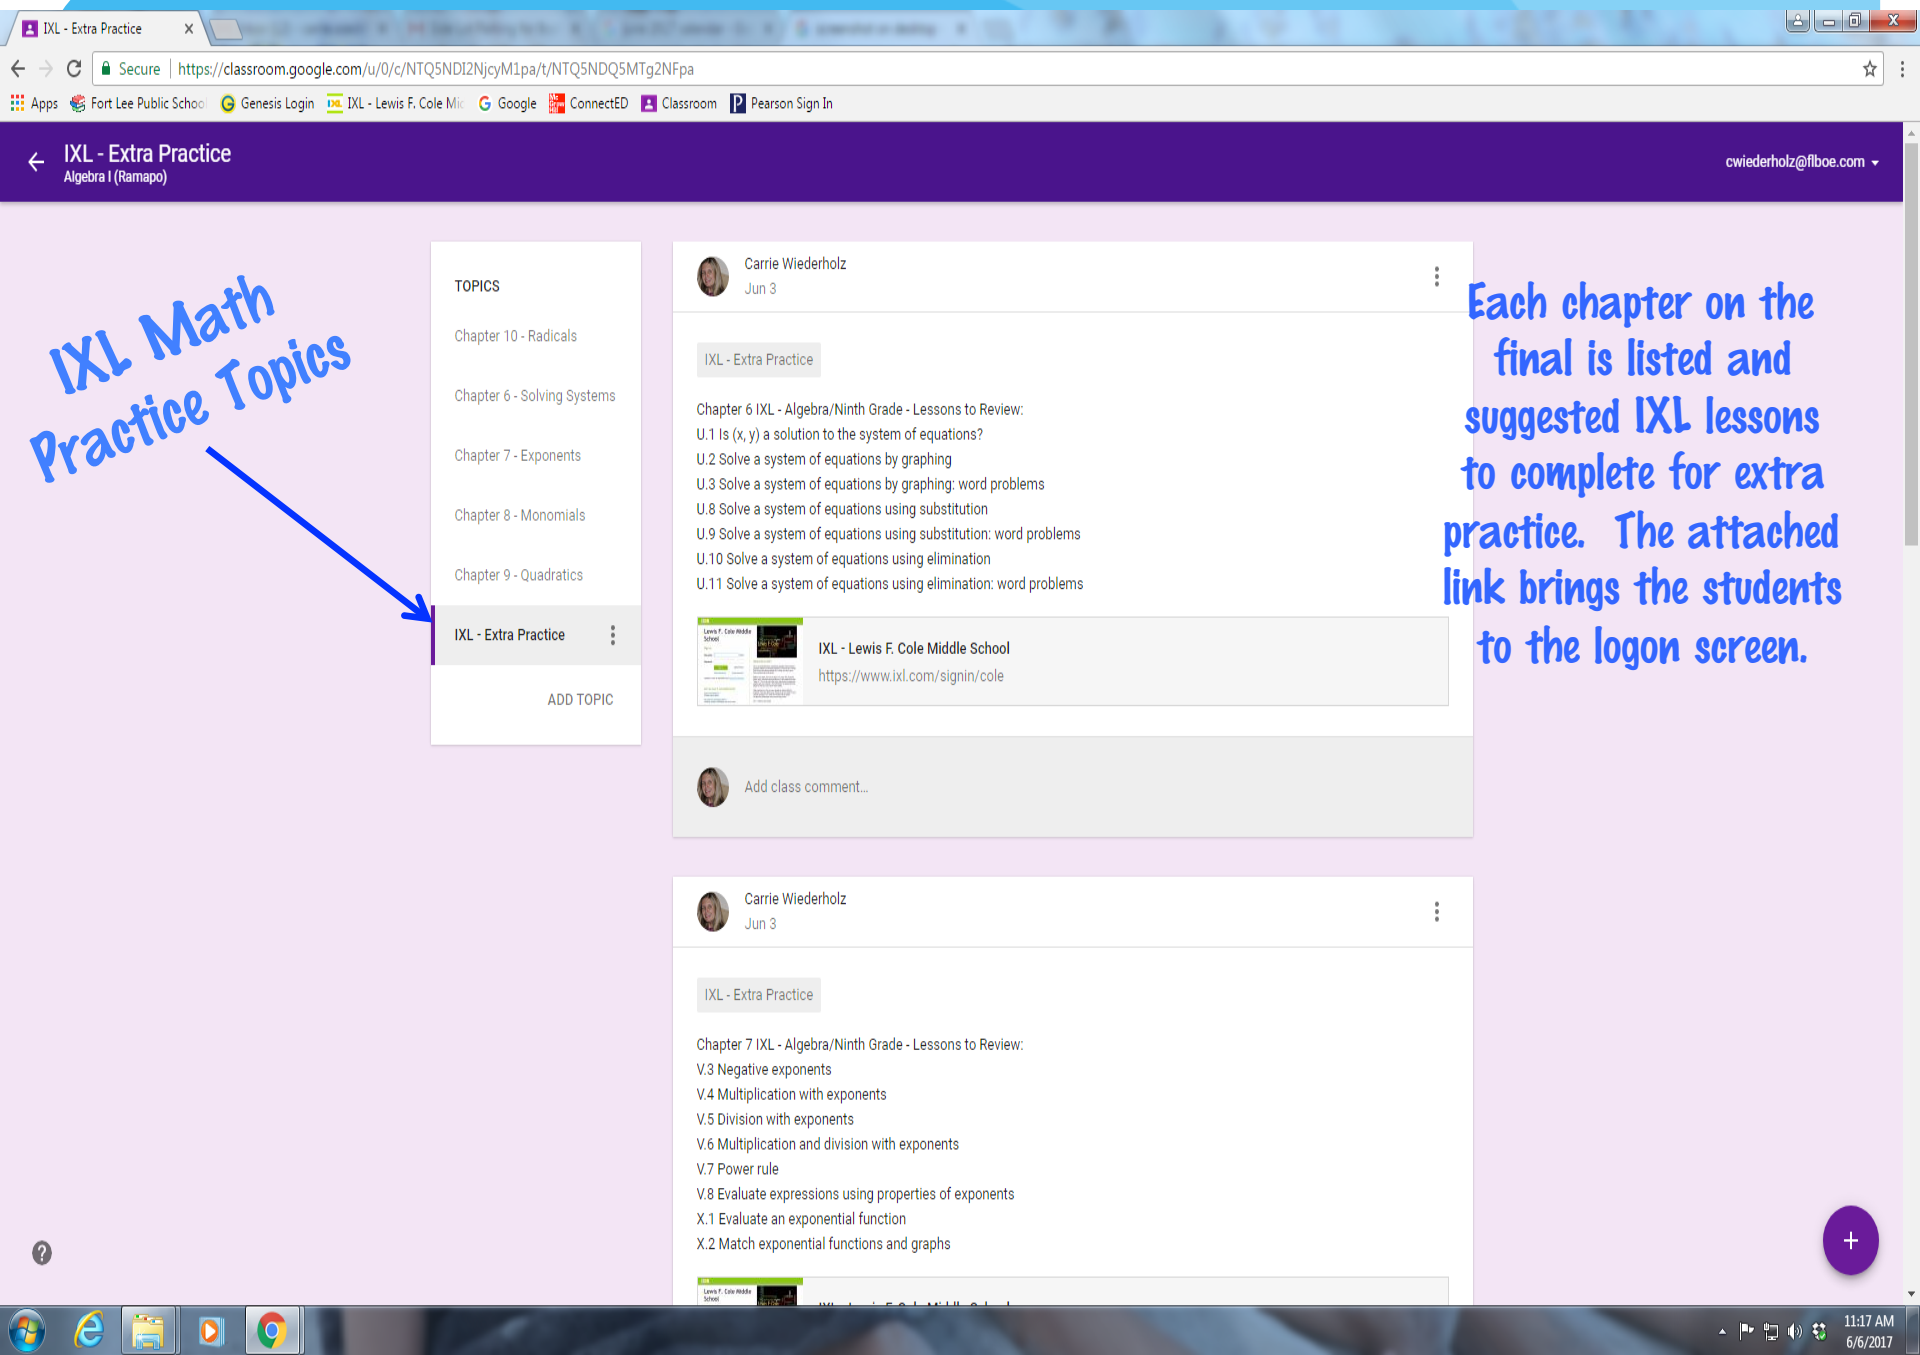 IXL - Extra Practice
Secure | https://classroom.google.com/u/0/c/NTQ5NDI2NjcyM1pa/t/NTQ5NDQ5MTg2NFpa
Apps Fort Lee Public Schoo Genesis Login IXL - Lewis F. Cole Mic Google ConnectED Classroom Pearson Sign In
IXL - Extra Practice
Algebra I (Ramapo)
cwiederholz@flboe.com
IXL Math
Practice Topics
TOPICS
Chapter 10 - Radicals
Chapter 6 - Solving Systems
Chapter 7 - Exponents
Chapter 8 - Monomials
Chapter 9 - Quadratics
IXL - Extra Practice
ADD TOPIC
Carrie Wiederholz
Jun 3
IXL - Extra Practice
Chapter 6 IXL - Algebra/Ninth Grade - Lessons to Review:
U.1 Is (x, y) a solution to the system of equations?
U.2 Solve a system of equations by graphing
U.3 Solve a system of equations by graphing: word problems
U.8 Solve a system of equations using substitution
U.9 Solve a system of equations using substitution: word problems
U.10 Solve a system of equations using elimination
U.11 Solve a system of equations using elimination: word problems
Lewis F. Cole Middle
School
IXL - Lewis F. Cole Middle School
https://www.ixl.com/signin/cole
Add class comment...
Each chapter on the
final is listed and
suggested IXL lessons
to complete for extra
practice. The attached
link brings the students
to the logon screen.
Carrie Wiederholz
Jun 3
IXL - Extra Practice
Chapter 7 IXL - Algebra/Ninth Grade - Lessons to Review:
V.3 Negative exponents
V.4 Multiplication with exponents
V.5 Division with exponents
V.6 Multiplication and division with exponents
V.7 Power rule
V.8 Evaluate expressions using properties of exponents
X.1 Evaluate an exponential function
X.2 Match exponential functions and graphs
Lewis F. Cole Middle
School
11:17 AM
6/6/2017